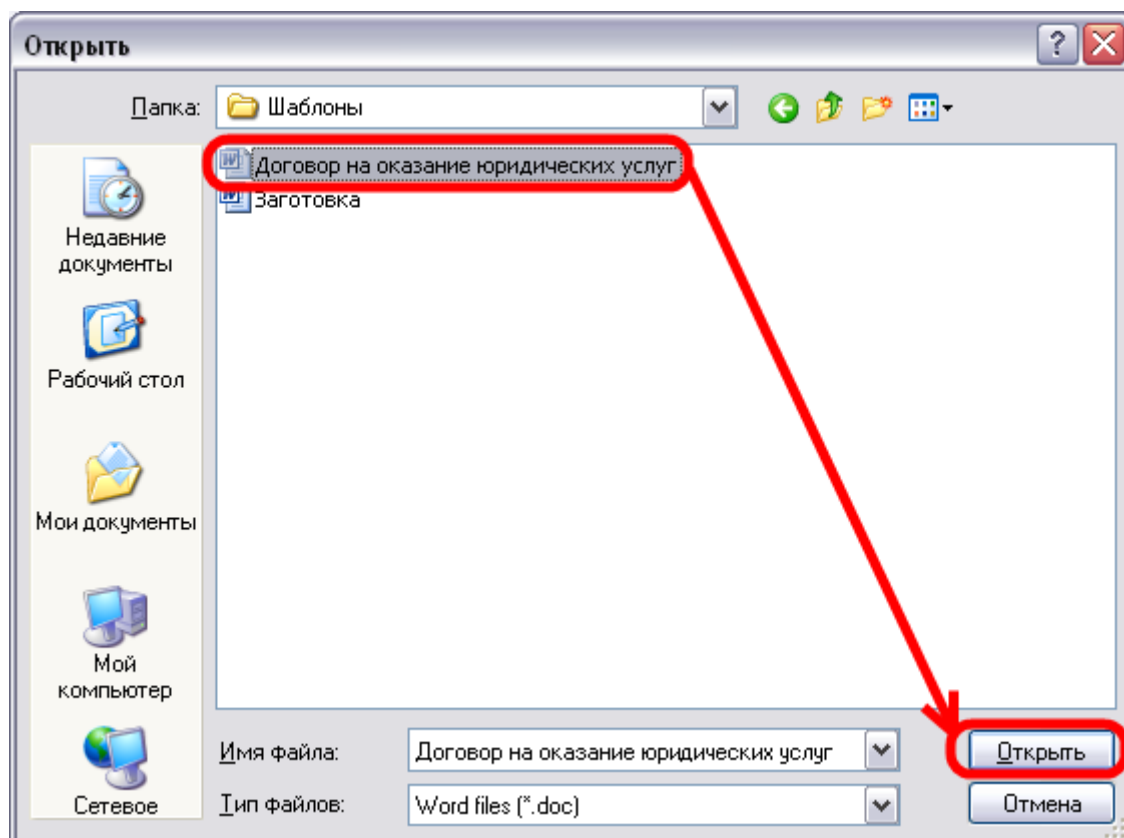 Открыть
Папка:
Шаблоны
Договор на оказание юридических услуг
Заготовка
Недавние
документы
Рабочий стол
Мои документы
Мой
компьютер
Сетевое
Имя файла:
Договор на оказание юридических услуг
Открыть
Тип файлов:
Word files (*.doc)
Отмена